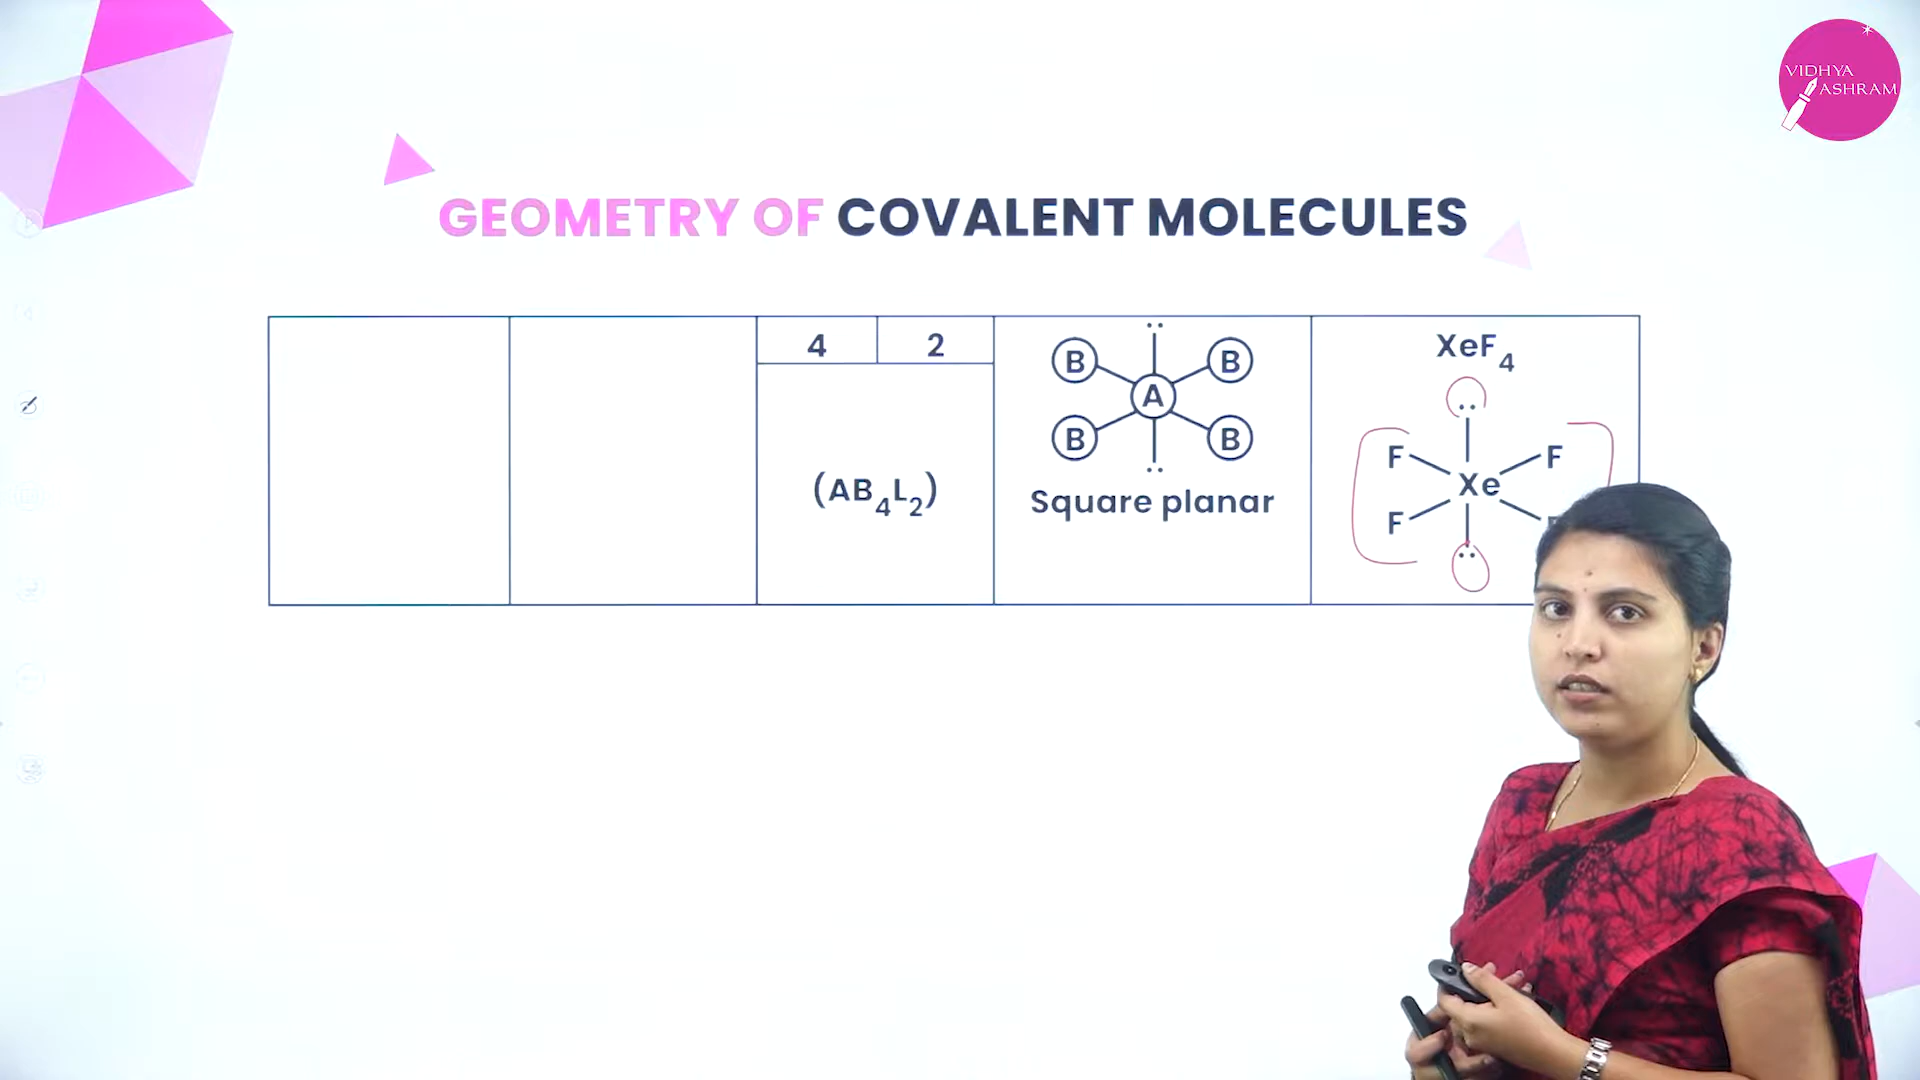 VIDHYA
ASHRAM
GEOMETRY OF COVALENT MOLECULES
4 2
(AB₄L₂)
B B
A
B B
Square planar
XeF₄
F F
Xe
F